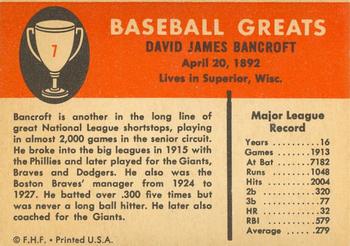 BASEBALL GREATS
7
DAVID JAMES BANCROFT
April 20, 1892
Lives in Superior, Wisc.
Bancroft is another in the long line of
great National League shortstops, playing
in almost 2,000 games in the senior circuit.
He broke into the big leagues in 1915 with
the Phillies and later played for the Giants,
Braves and Dodgers. He also was the
Boston Braves' manager from 1924 to
1927. He batted over .300 five times but
never was a long ball hitter. He later also
coached for the Giants.
© F.H.F. • Printed U.S.A.
Major League
Record
Years - - - - - - - 16
Games - - - - - 1913
At Bat - - - - - 7182
Runs - - - - - - 1048
Hits - - - - - - - 2004
2b - - - - - - - - 320
3b - - - - - - - - - 77
HR - - - - - - - - - 32
RBI - - - - - - - - 579
Average - - - - .279